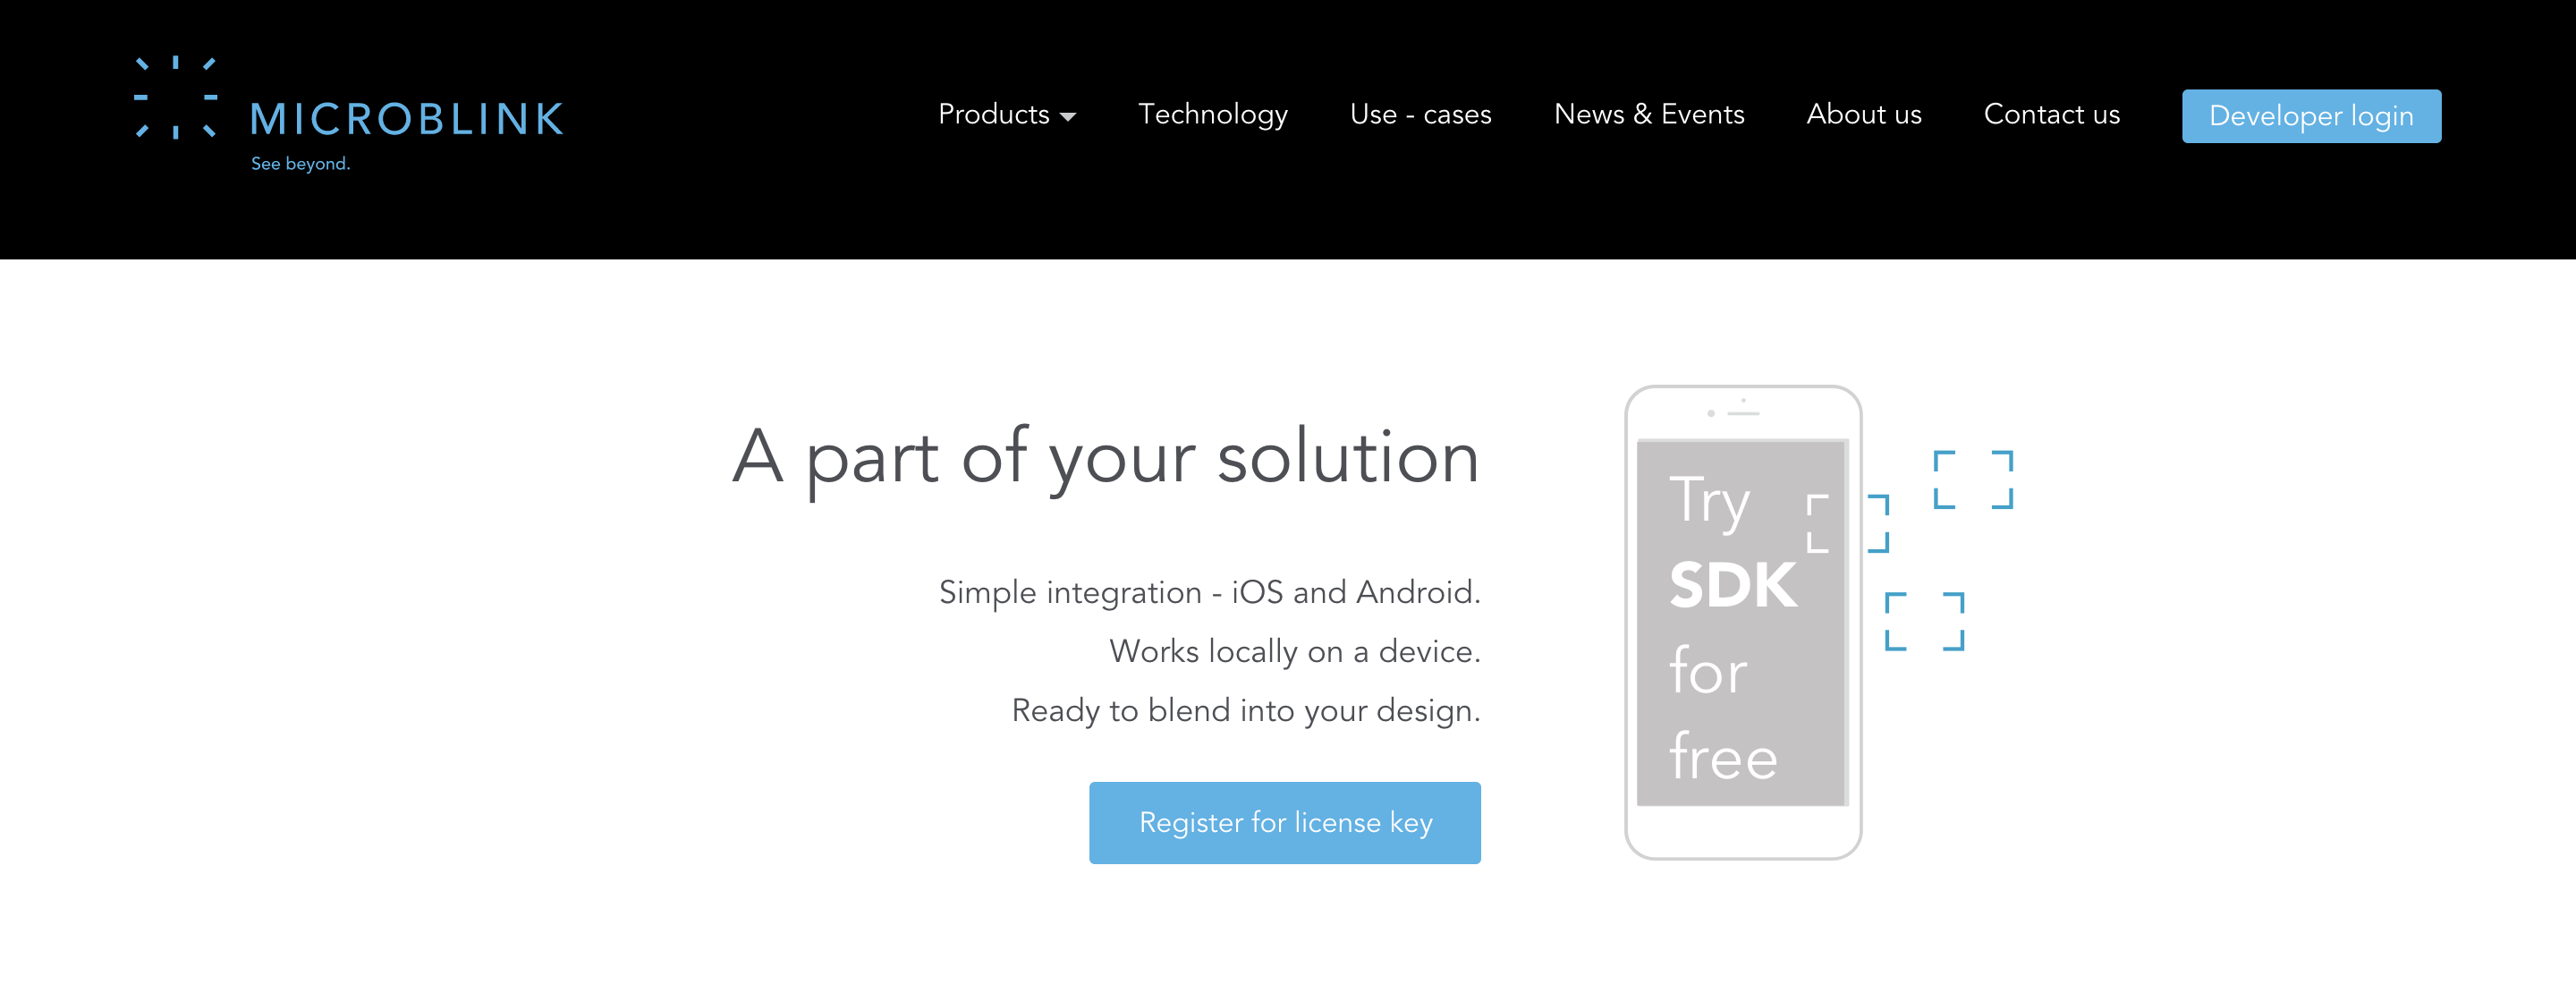 MICROBLINK
See beyond.
Products
Technology
Use - cases
News & Events
About us
Contact us
Developer login
A part of your solution
Simple integration - iOS and Android.
Works locally on a device.
Ready to blend into your design.
Register for license key
Try
SDK
for
free